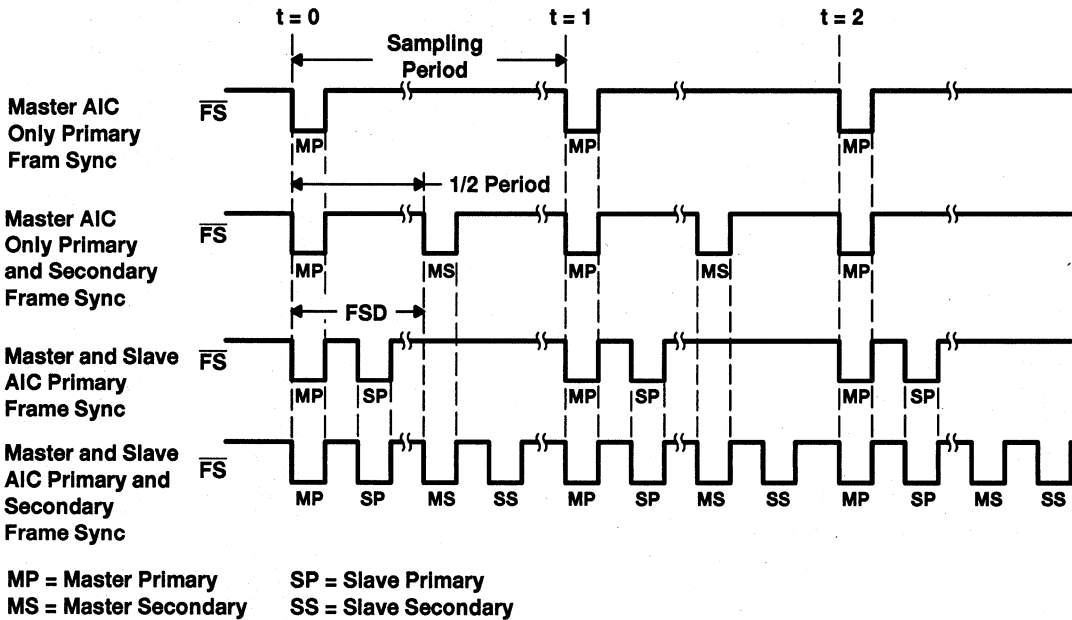 t = 0 t = 1 t = 2
Sampling
Period
Master AIC
Only Primary
Fram Sync
FS
MP MP MP
1/2 Period
Master AIC
Only Primary
and Secondary
Frame Sync
FS
MP MS MP MS MP
FSD
Master and Slave
AIC Primary
Frame Sync
FS
MP SP MP SP MP SP
Master and Slave
AIC Primary and
Secondary
Frame Sync
FS
MP SP MS SS MP SP MS SS MP SP MS SS
MP = Master Primary SP = Slave Primary
MS = Master Secondary SS = Slave Secondary